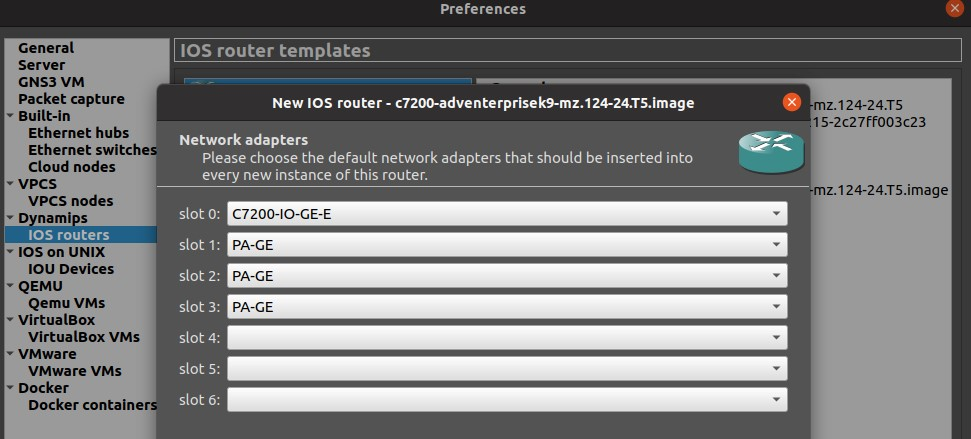 Preferences
General
Server
GNS3 VM
Packet capture
Built-in
Ethernet hubs
Ethernet switches
Cloud nodes
VPCS
VPCS nodes
Dynamips
IOS routers
IOS on UNIX
IOU Devices
QEMU
Qemu VMs
VirtualBox
VirtualBox VMs
VMware
VMware VMs
Docker
Docker containers
IOS router templates
-mz.124-24.T5
15-2c27ff003c23
-mz.124-24.T5.image
New IOS router - c7200-adventerprisek9-mz.124-24.T5.image
Network adapters
Please choose the default network adapters that should be inserted into
every new instance of this router.
slot 0: C7200-IO-GE-E
slot 1: PA-GE
slot 2: PA-GE
slot 3: PA-GE
slot 4:
slot 5:
slot 6: